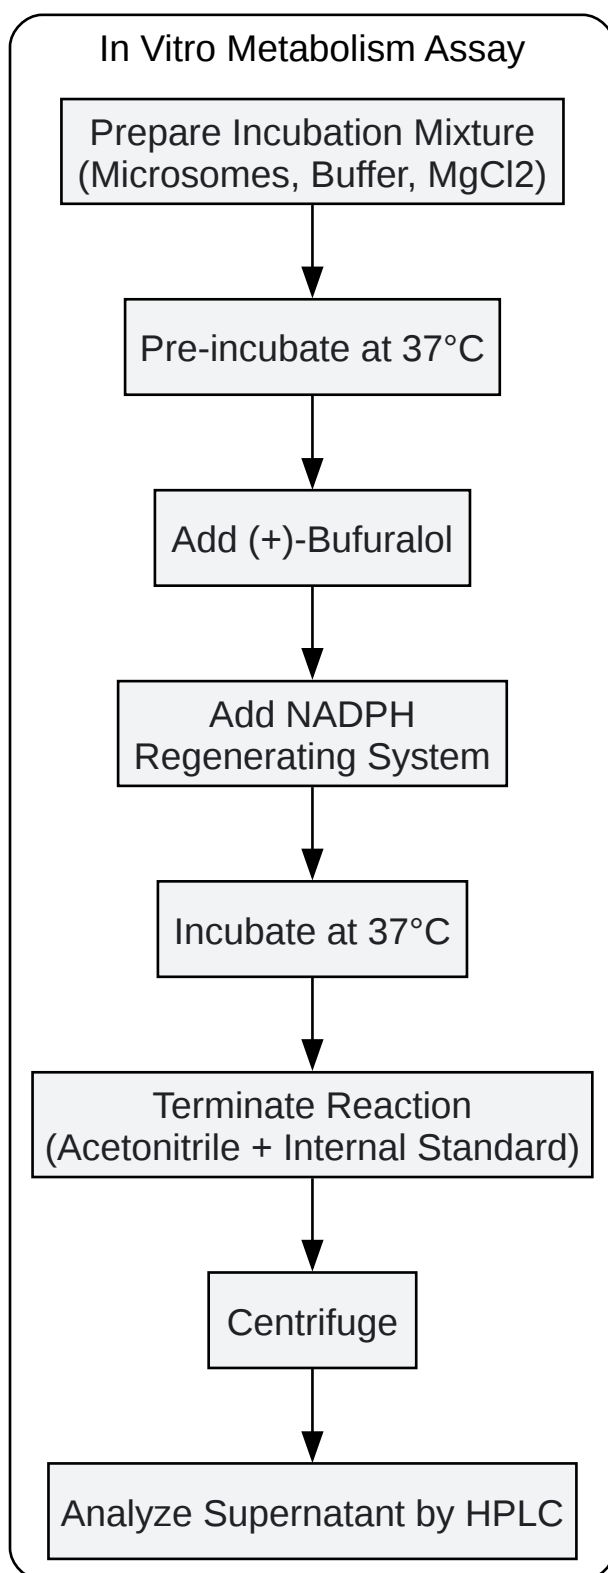 In Vitro Metabolism Assay
Prepare Incubation Mixture
(Microsomes, Buffer, MgCl2)
Pre-incubate at 37°C
Add (+)-Bufuralol
Add NADPH
Regenerating System
Incubate at 37°C
Terminate Reaction
(Acetonitrile + Internal Standard)
Centrifuge
Analyze Supernatant by HPLC